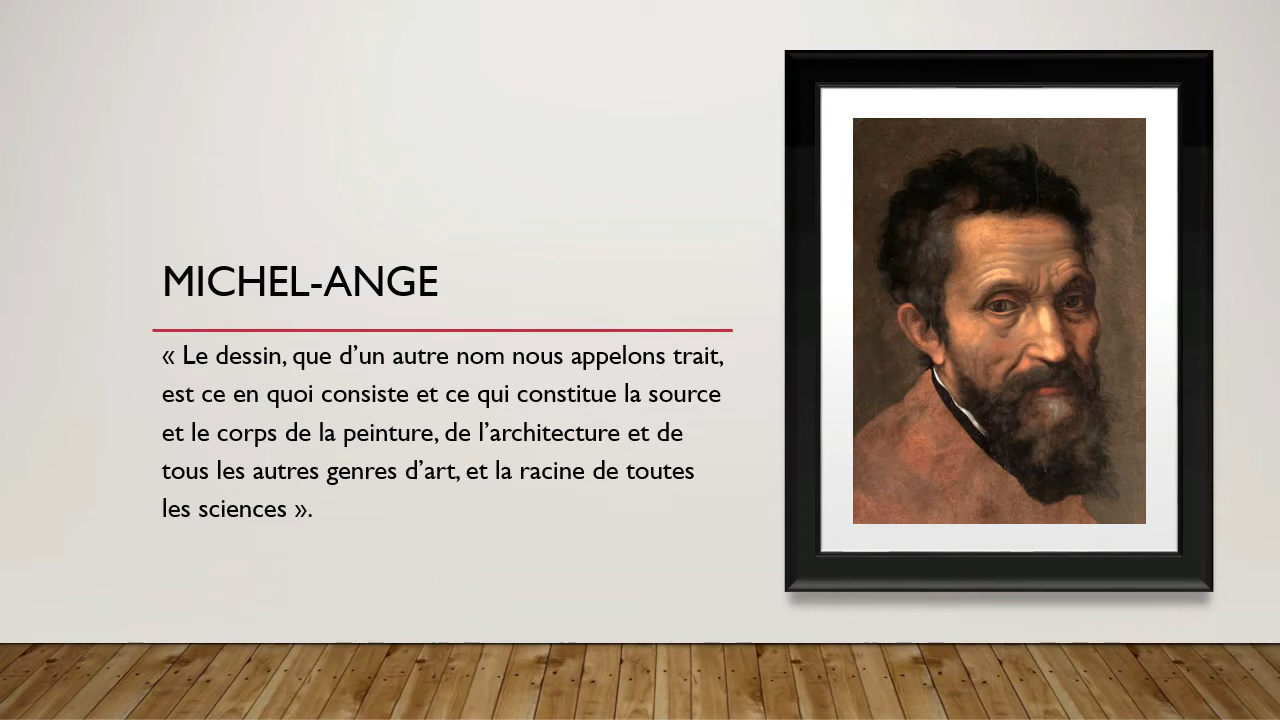 MICHEL-ANGE
« Le dessin, que d’un autre nom nous appelons trait,
est ce en quoi consiste et ce qui constitue la source
et le corps de la peinture, de l’architecture et de
tous les autres genres d’art, et la racine de toutes
les sciences ».